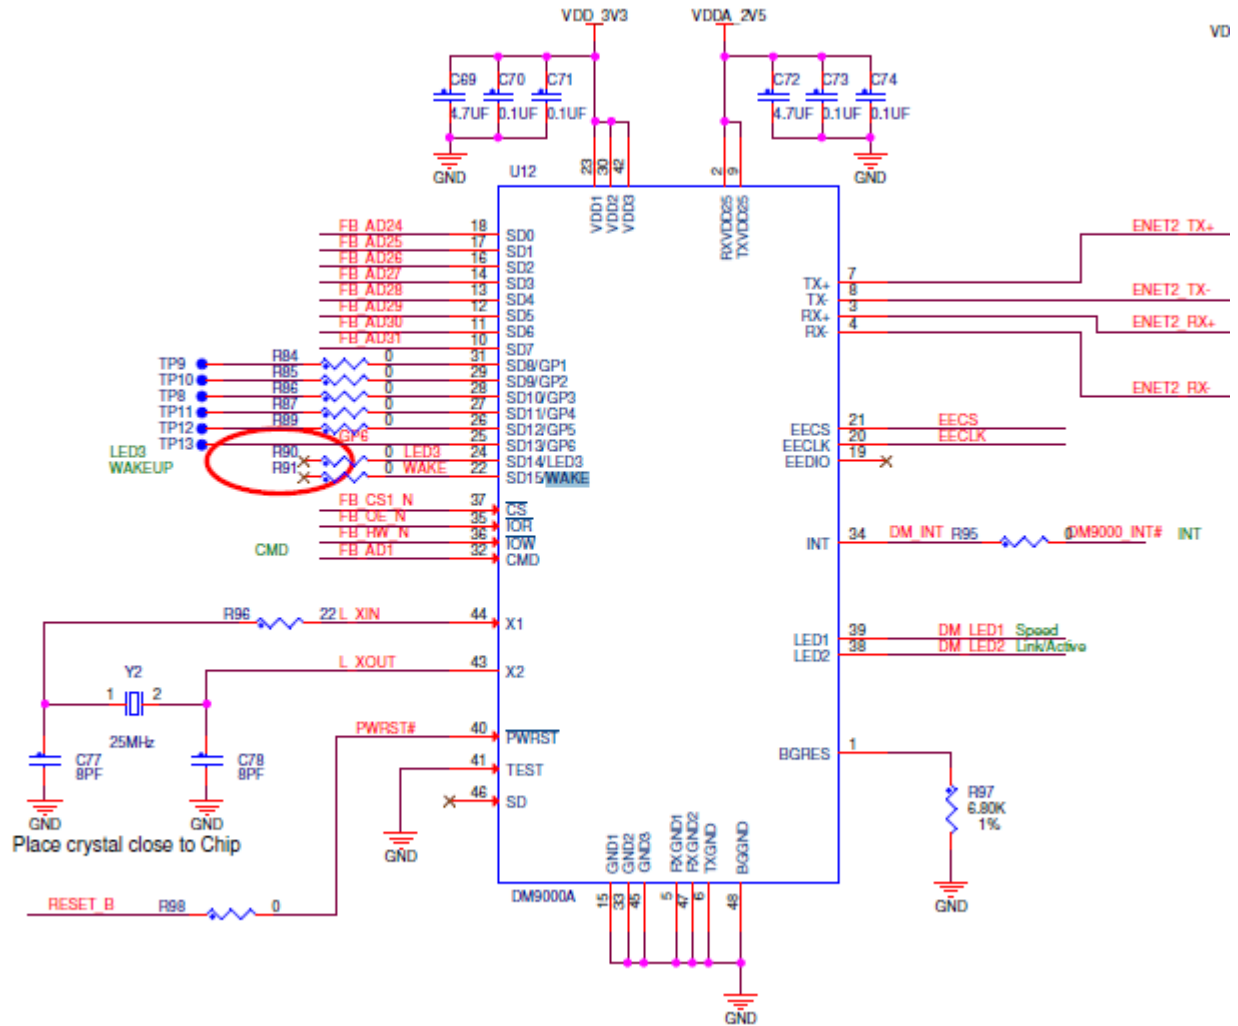 VDD_3V3
VDDA_2V5
VD
C69
C70
C71
C72
C73
C74
4.7UF
0.1UF
0.1UF
4.7UF
0.1UF
0.1UF
GND
GND
U12
23
30
42
2
9
VDD1
VDD2
VDD3
RXVDD25
TXVDD25
FB_AD24 18 SD0
FB_AD25 17 SD1
FB_AD26 16 SD2
FB_AD27 14 SD3
FB_AD28 13 SD4
FB_AD29 12 SD5
FB_AD30 11 SD6
FB_AD31 10 SD7
TP9 R84 0 31 SD8/GP1
TP10 R85 0 29 SD9/GP2
TP8 R86 0 28 SD10/GP3
TP11 R87 0 27 SD11/GP4
TP12 R89 0 26 SD12/GP5
TP13 GP6 25 SD13/GP6
LED3 R90 0 LED3 24 SD14/LED3
WAKEUP R91 0 WAKE 22 SD15/WAKE
FB_CS1_N 37 CS
FB_OE_N 35 IOR
FB_RW_N 36 IOW
CMD FB_AD1 32 CMD
R96 22 L_XIN 44 X1
L_XOUT 43 X2
Y2
1 2
25MHz
C77
8PF
C78
8PF
GND
GND
Place crystal close to Chip
PWRST# 40 PWRST
41 TEST
46 SD
GND
RESET_B R98 0
TX+ 7 ENET2_TX+
TX- 8 ENET2_TX-
RX+ 3 ENET2_RX+
RX- 4 ENET2_RX-
EECS 21 EECS
EECLK 20 EECLK
EEDIO 19
INT 34 DM_INT R95 0 DM9000_INT# INT
LED1 39 DM_LED1 Speed
LED2 38 DM_LED2 Link/Active
BGRES 1
R97
6.80K
1%
GND
GND1
GND2
GND3
RXGND1
RXGND2
TXGND
BGGND
DM9000A
15
33
45
5
47
6
48
GND